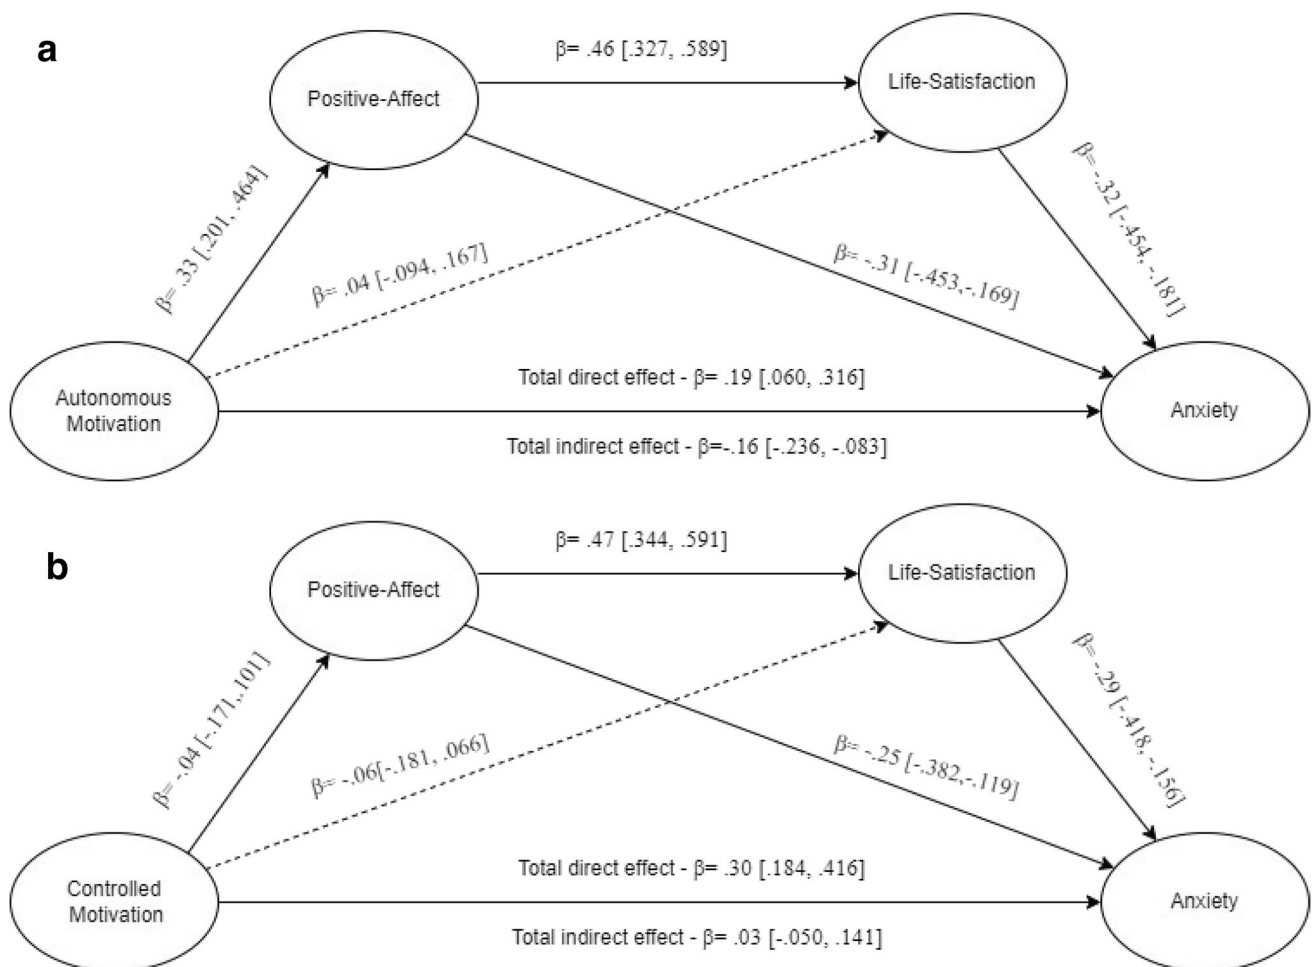 a
β= .46 [.327, .589]
Positive-Affect
Life-Satisfaction
β= .33 [.201, .464]
β= .04 [-.094, .167]
β= -.31 [-.453,-.169]
β= -.32 [-.454, -.181]
Autonomous
Motivation
Total direct effect - β= .19 [.060, .316]
Total indirect effect - β=-.16 [-.236, -.083]
Anxiety
b
β= .47 [.344, .591]
Positive-Affect
Life-Satisfaction
β= -.04 [-.171,.101]
β= -.06[-.181, .066]
β= -.25 [-.382,-.119]
β= -.29 [-.418, -.156]
Controlled
Motivation
Total direct effect - β= .30 [.184, .416]
Total indirect effect - β= .03 [-.050, .141]
Anxiety